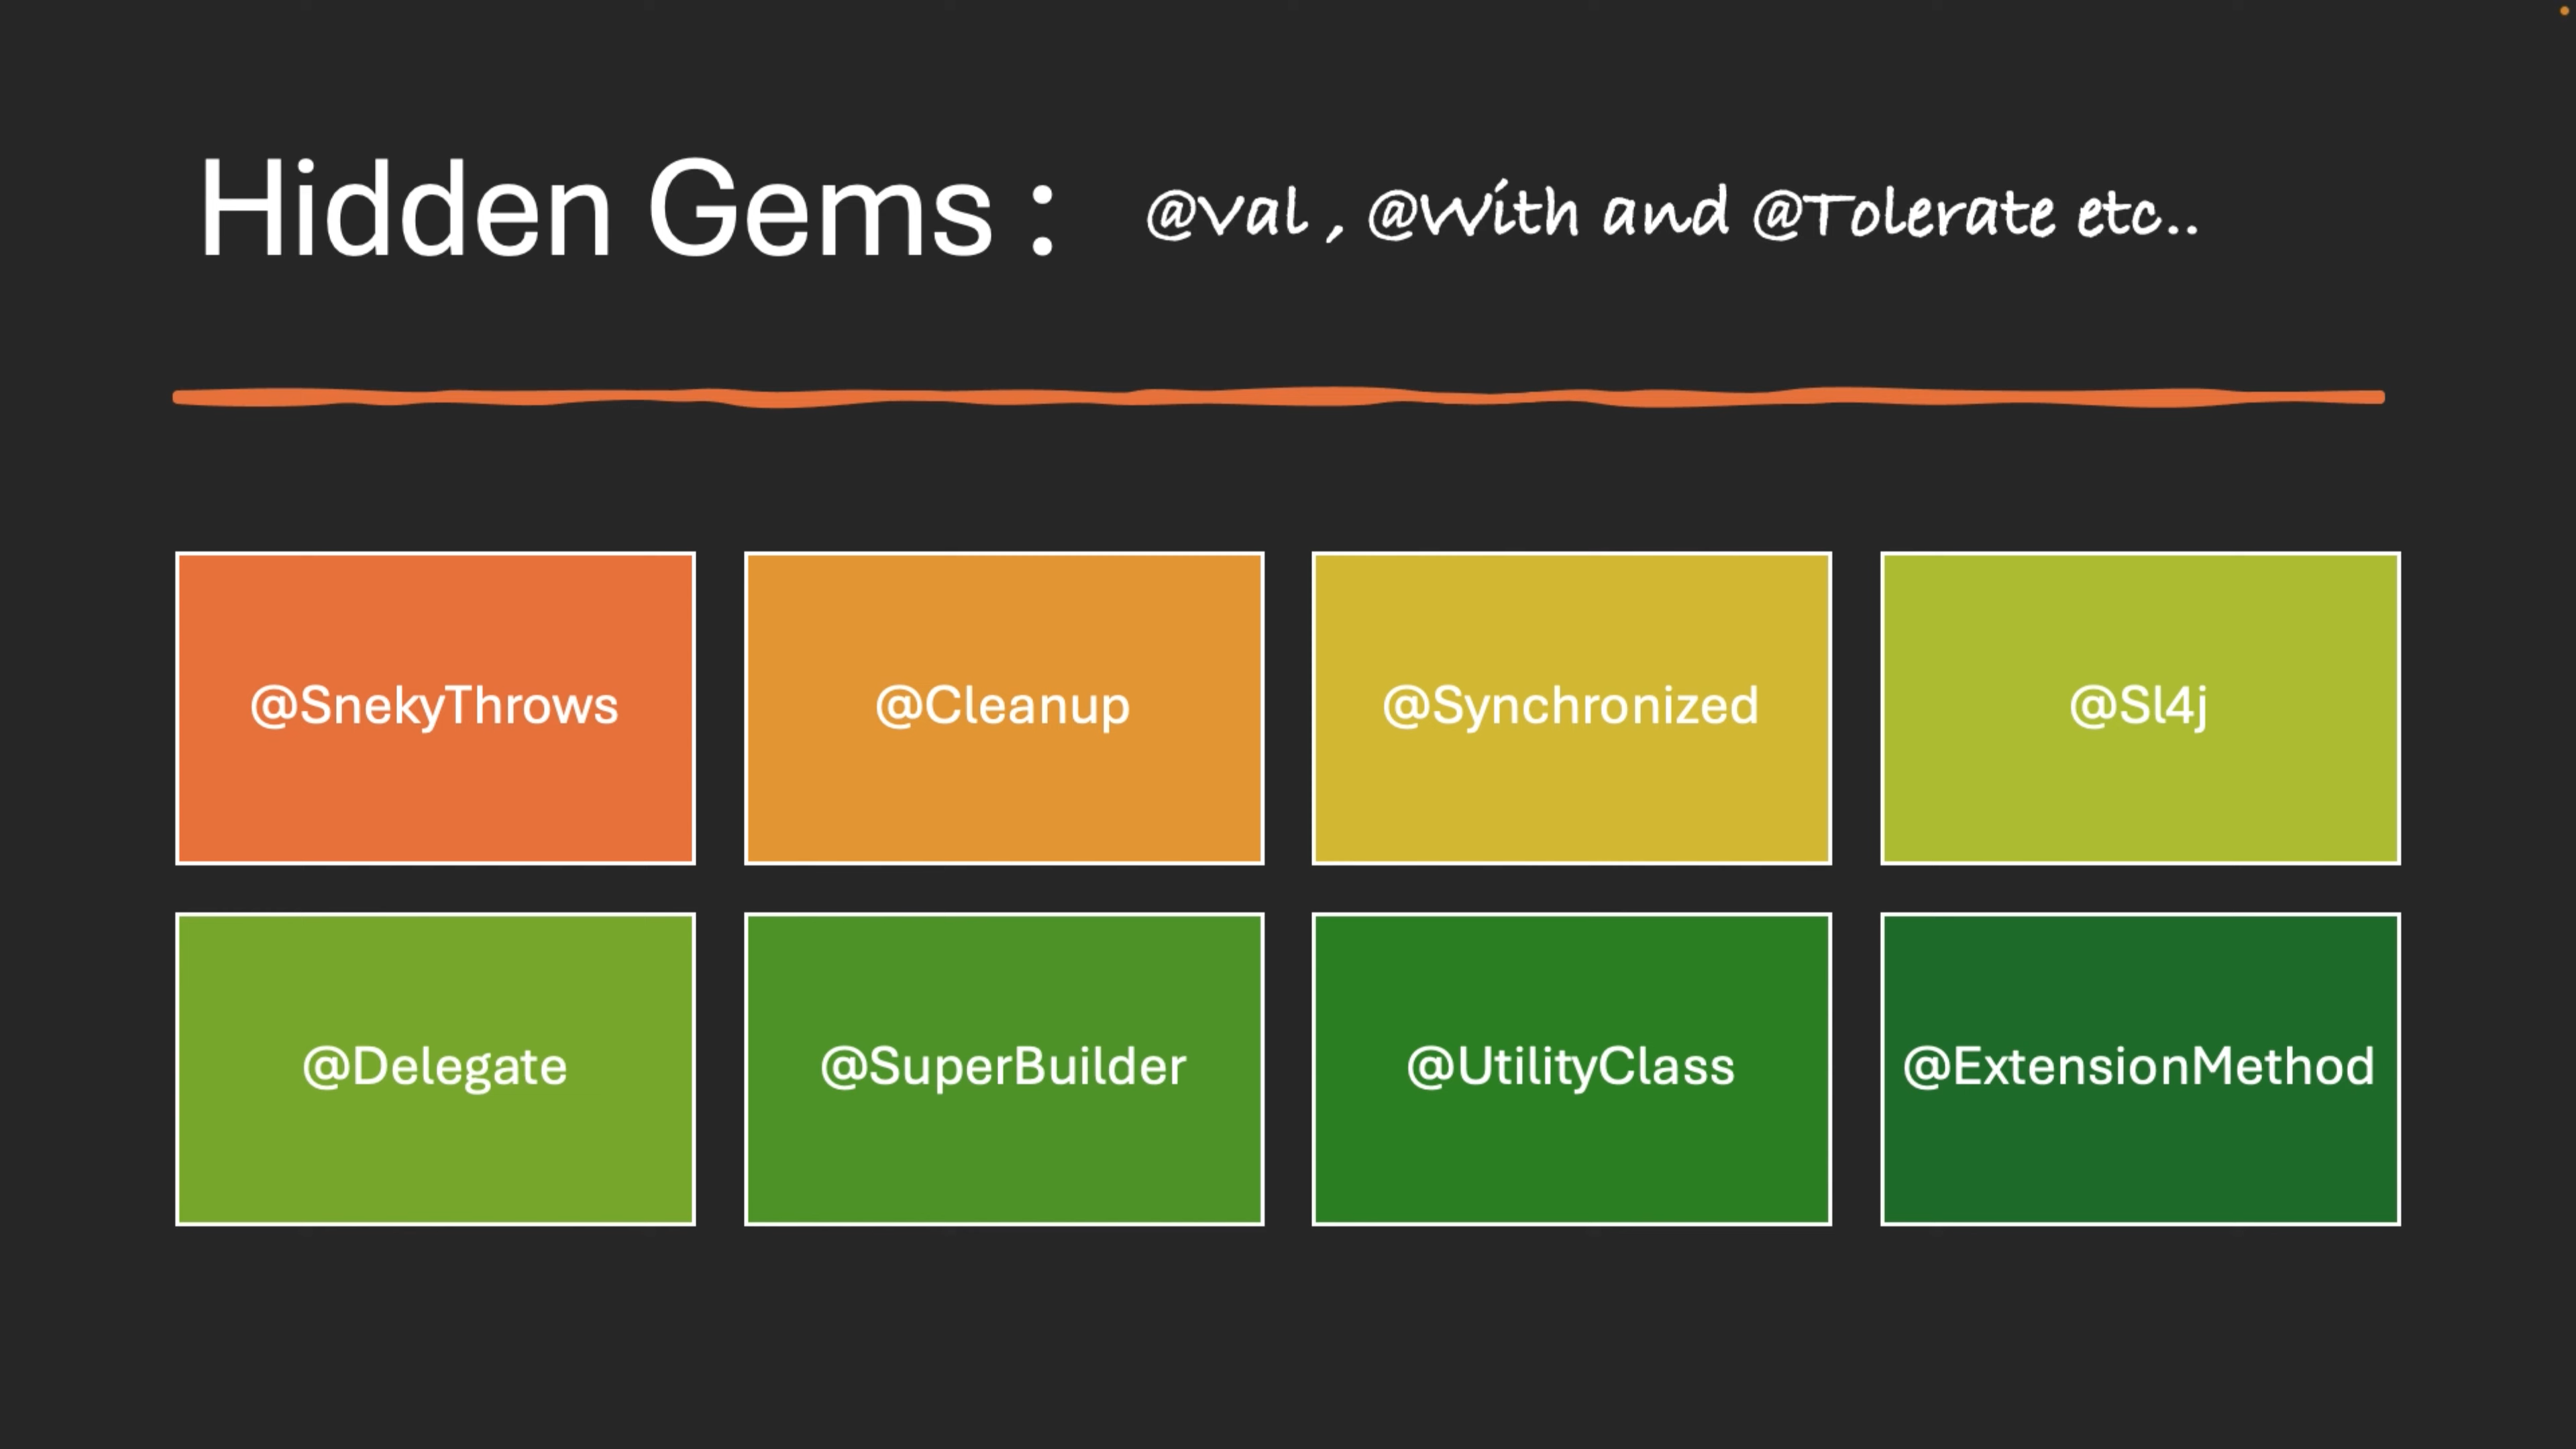 Hidden Gems : @Val , @With and @Tolerate etc..
@SnekyThrows
@Cleanup
@Synchronized
@Sl4j
@Delegate
@SuperBuilder
@UtilityClass
@ExtensionMethod